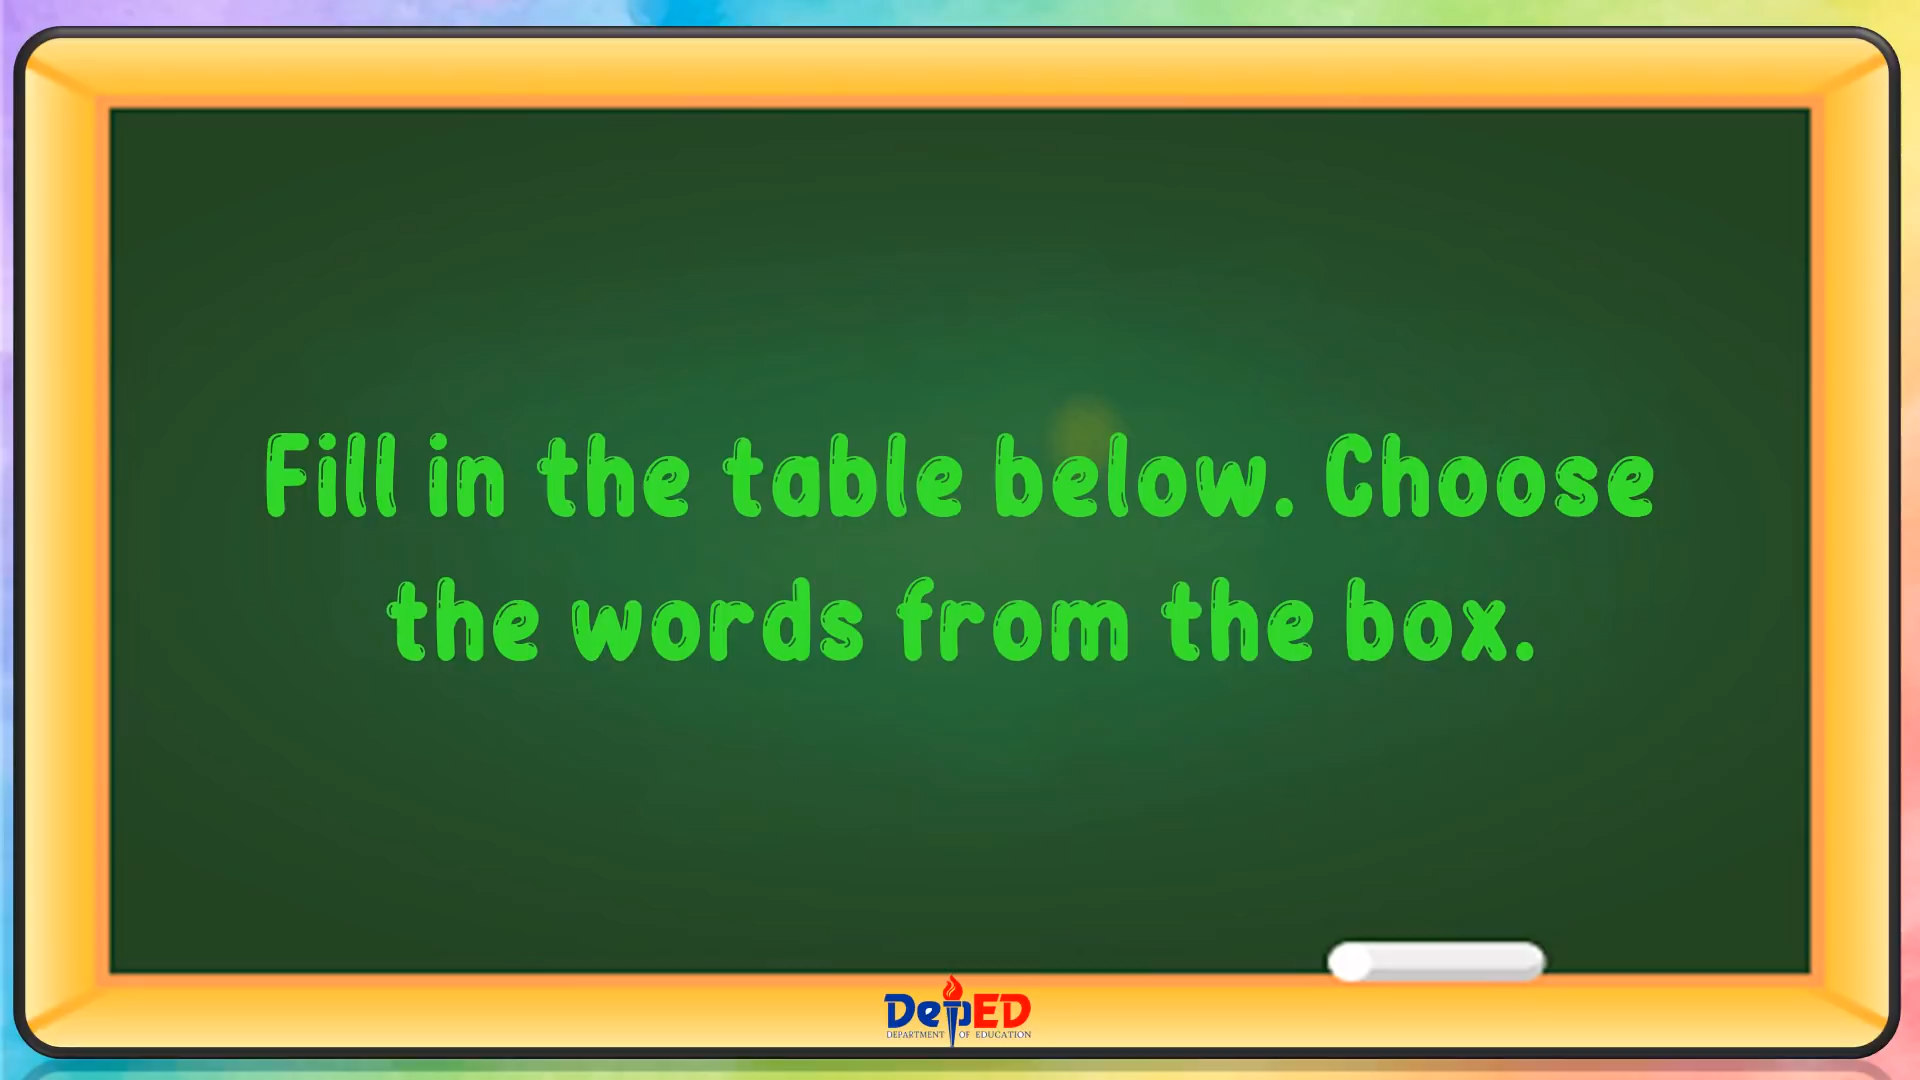 Fill in the table below. Choose
the words from the box.
DepED
DEPARTMENT OF EDUCATION